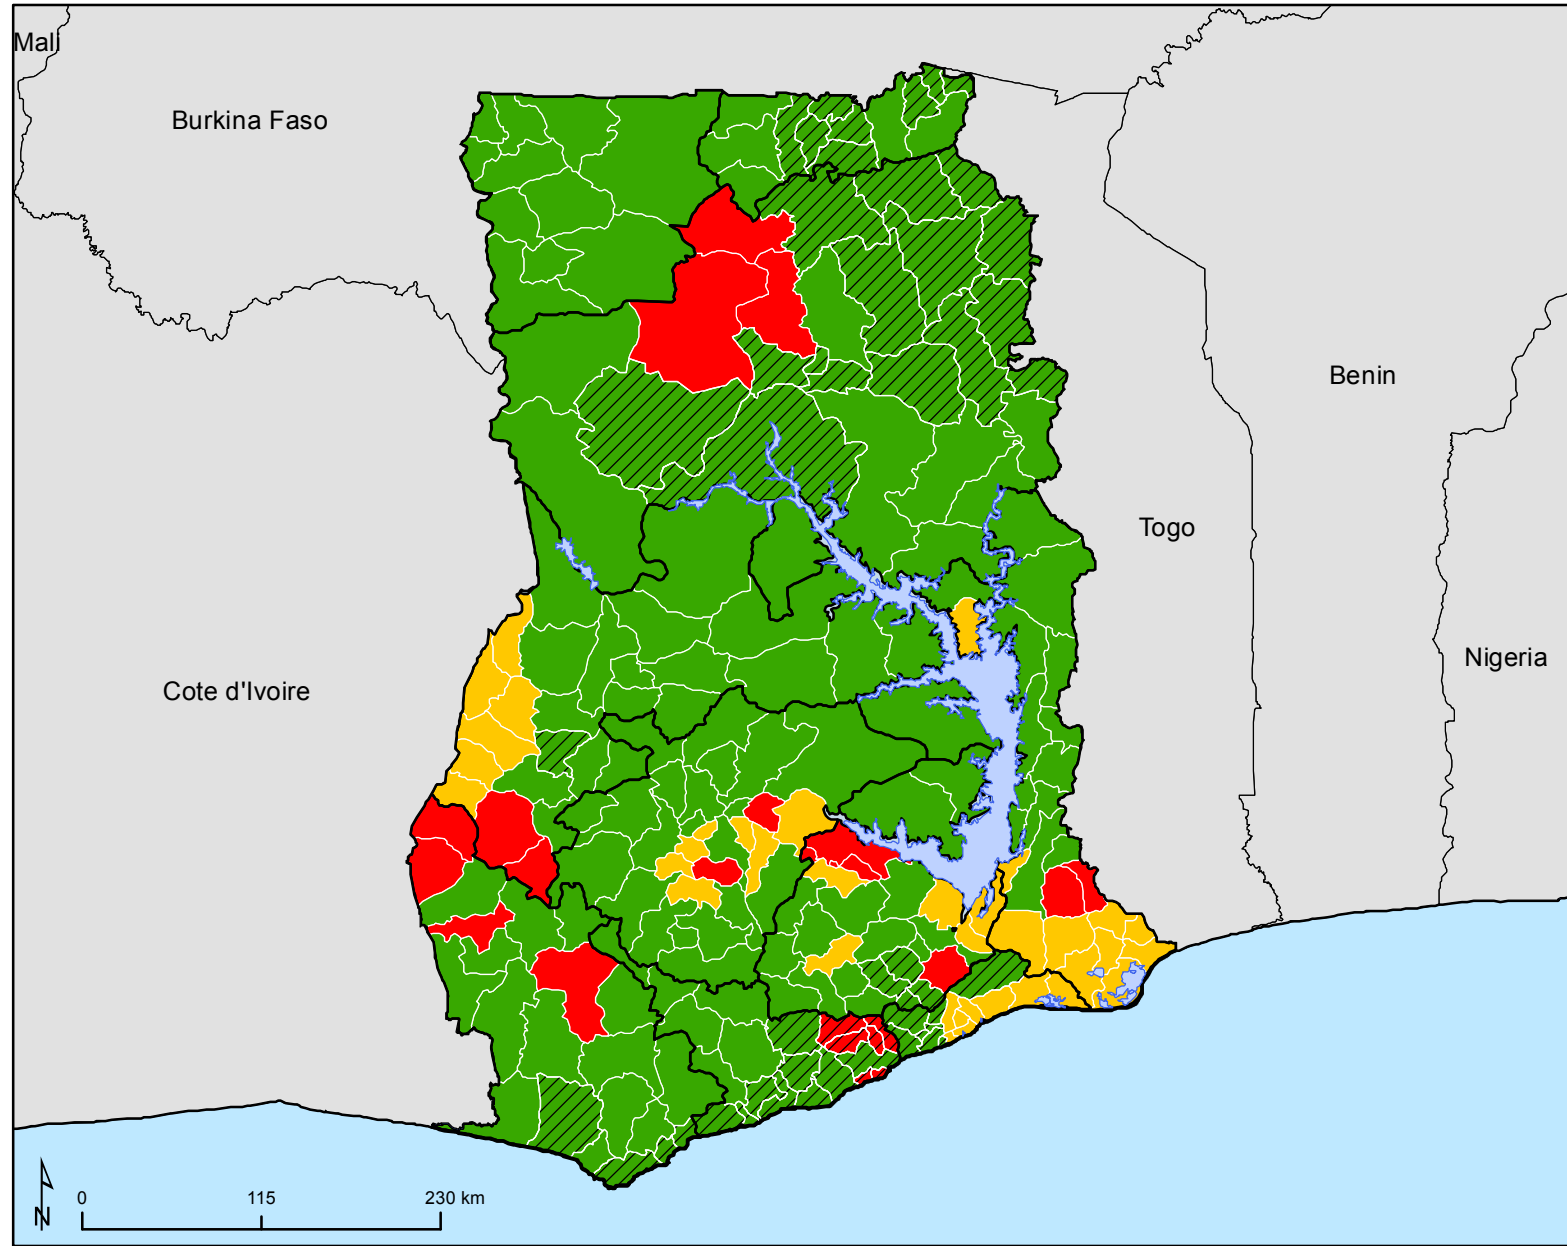 Mali
Burkina Faso
Benin
Togo
Nigeria
Cote d'Ivoire
N
0 115 230 km